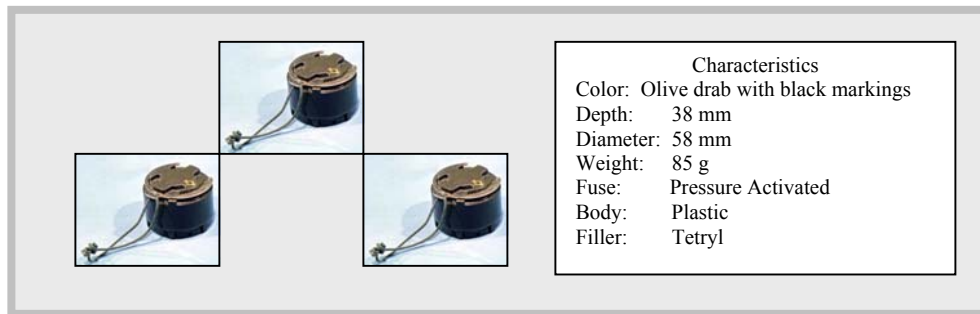 Characteristics
Color: Olive drab with black markings
Depth: 38 mm
Diameter: 58 mm
Weight: 85 g
Fuse: Pressure Activated
Body: Plastic
Filler: Tetryl